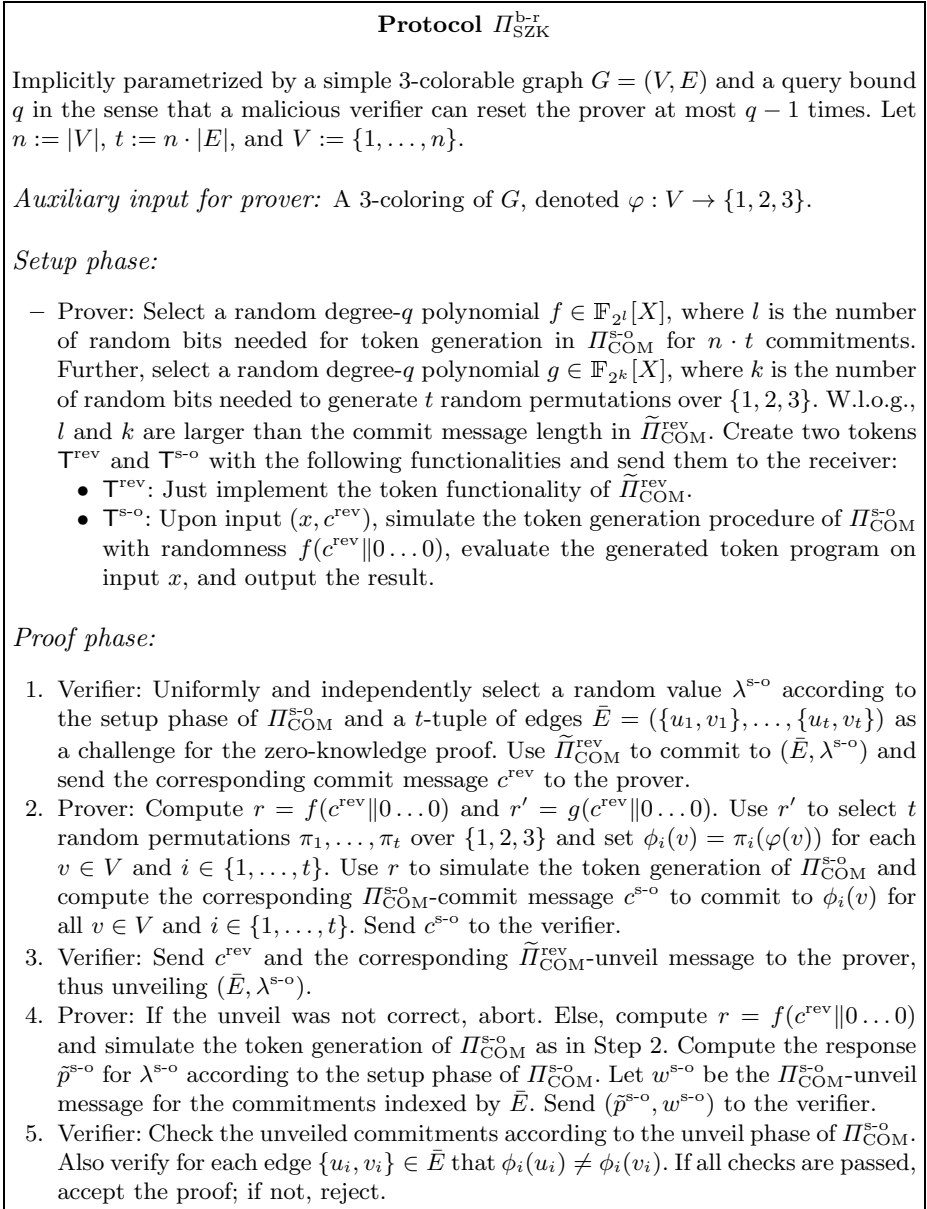 Protocol Π^{b-r}_{SZK}
Implicitly parametrized by a simple 3-colorable graph G = (V, E) and a query bound
q in the sense that a malicious verifier can reset the prover at most q − 1 times. Let
n := |V|, t := n · |E|, and V := {1, . . . , n}.
Auxiliary input for prover: A 3-coloring of G, denoted φ : V → {1, 2, 3}.
Setup phase:
– Prover: Select a random degree-q polynomial f ∈ 𝔽_{2^l}[X], where l is the number
of random bits needed for token generation in Π^{s-o}_{COM} for n · t commitments.
Further, select a random degree-q polynomial g ∈ 𝔽_{2^k}[X], where k is the number
of random bits needed to generate t random permutations over {1, 2, 3}. W.l.o.g.,
l and k are larger than the commit message length in Π̃^{rev}_{COM}. Create two tokens
T^{rev} and T^{s-o} with the following functionalities and send them to the receiver:
• T^{rev}: Just implement the token functionality of Π̃^{rev}_{COM}.
• T^{s-o}: Upon input (x, c^{rev}), simulate the token generation procedure of Π^{s-o}_{COM}
with randomness f(c^{rev}‖0 . . . 0), evaluate the generated token program on
input x, and output the result.
Proof phase:
1. Verifier: Uniformly and independently select a random value λ^{s-o} according to
the setup phase of Π^{s-o}_{COM} and a t-tuple of edges Ē = ({u_1, v_1}, . . . , {u_t, v_t}) as
a challenge for the zero-knowledge proof. Use Π̃^{rev}_{COM} to commit to (Ē, λ^{s-o}) and
send the corresponding commit message c^{rev} to the prover.
2. Prover: Compute r = f(c^{rev}‖0 . . . 0) and r′ = g(c^{rev}‖0 . . . 0). Use r′ to select t
random permutations π_1, . . . , π_t over {1, 2, 3} and set ϕ_i(v) = π_i(φ(v)) for each
v ∈ V and i ∈ {1, . . . , t}. Use r to simulate the token generation of Π^{s-o}_{COM} and
compute the corresponding Π^{s-o}_{COM}-commit message c^{s-o} to commit to ϕ_i(v) for
all v ∈ V and i ∈ {1, . . . , t}. Send c^{s-o} to the verifier.
3. Verifier: Send c^{rev} and the corresponding Π̃^{rev}_{COM}-unveil message to the prover,
thus unveiling (Ē, λ^{s-o}).
4. Prover: If the unveil was not correct, abort. Else, compute r = f(c^{rev}‖0 . . . 0)
and simulate the token generation of Π^{s-o}_{COM} as in Step 2. Compute the response
p̃^{s-o} for λ^{s-o} according to the setup phase of Π^{s-o}_{COM}. Let w^{s-o} be the Π^{s-o}_{COM}-unveil
message for the commitments indexed by Ē. Send (p̃^{s-o}, w^{s-o}) to the verifier.
5. Verifier: Check the unveiled commitments according to the unveil phase of Π^{s-o}_{COM}.
Also verify for each edge {u_i, v_i} ∈ Ē that ϕ_i(u_i) ≠ ϕ_i(v_i). If all checks are passed,
accept the proof; if not, reject.